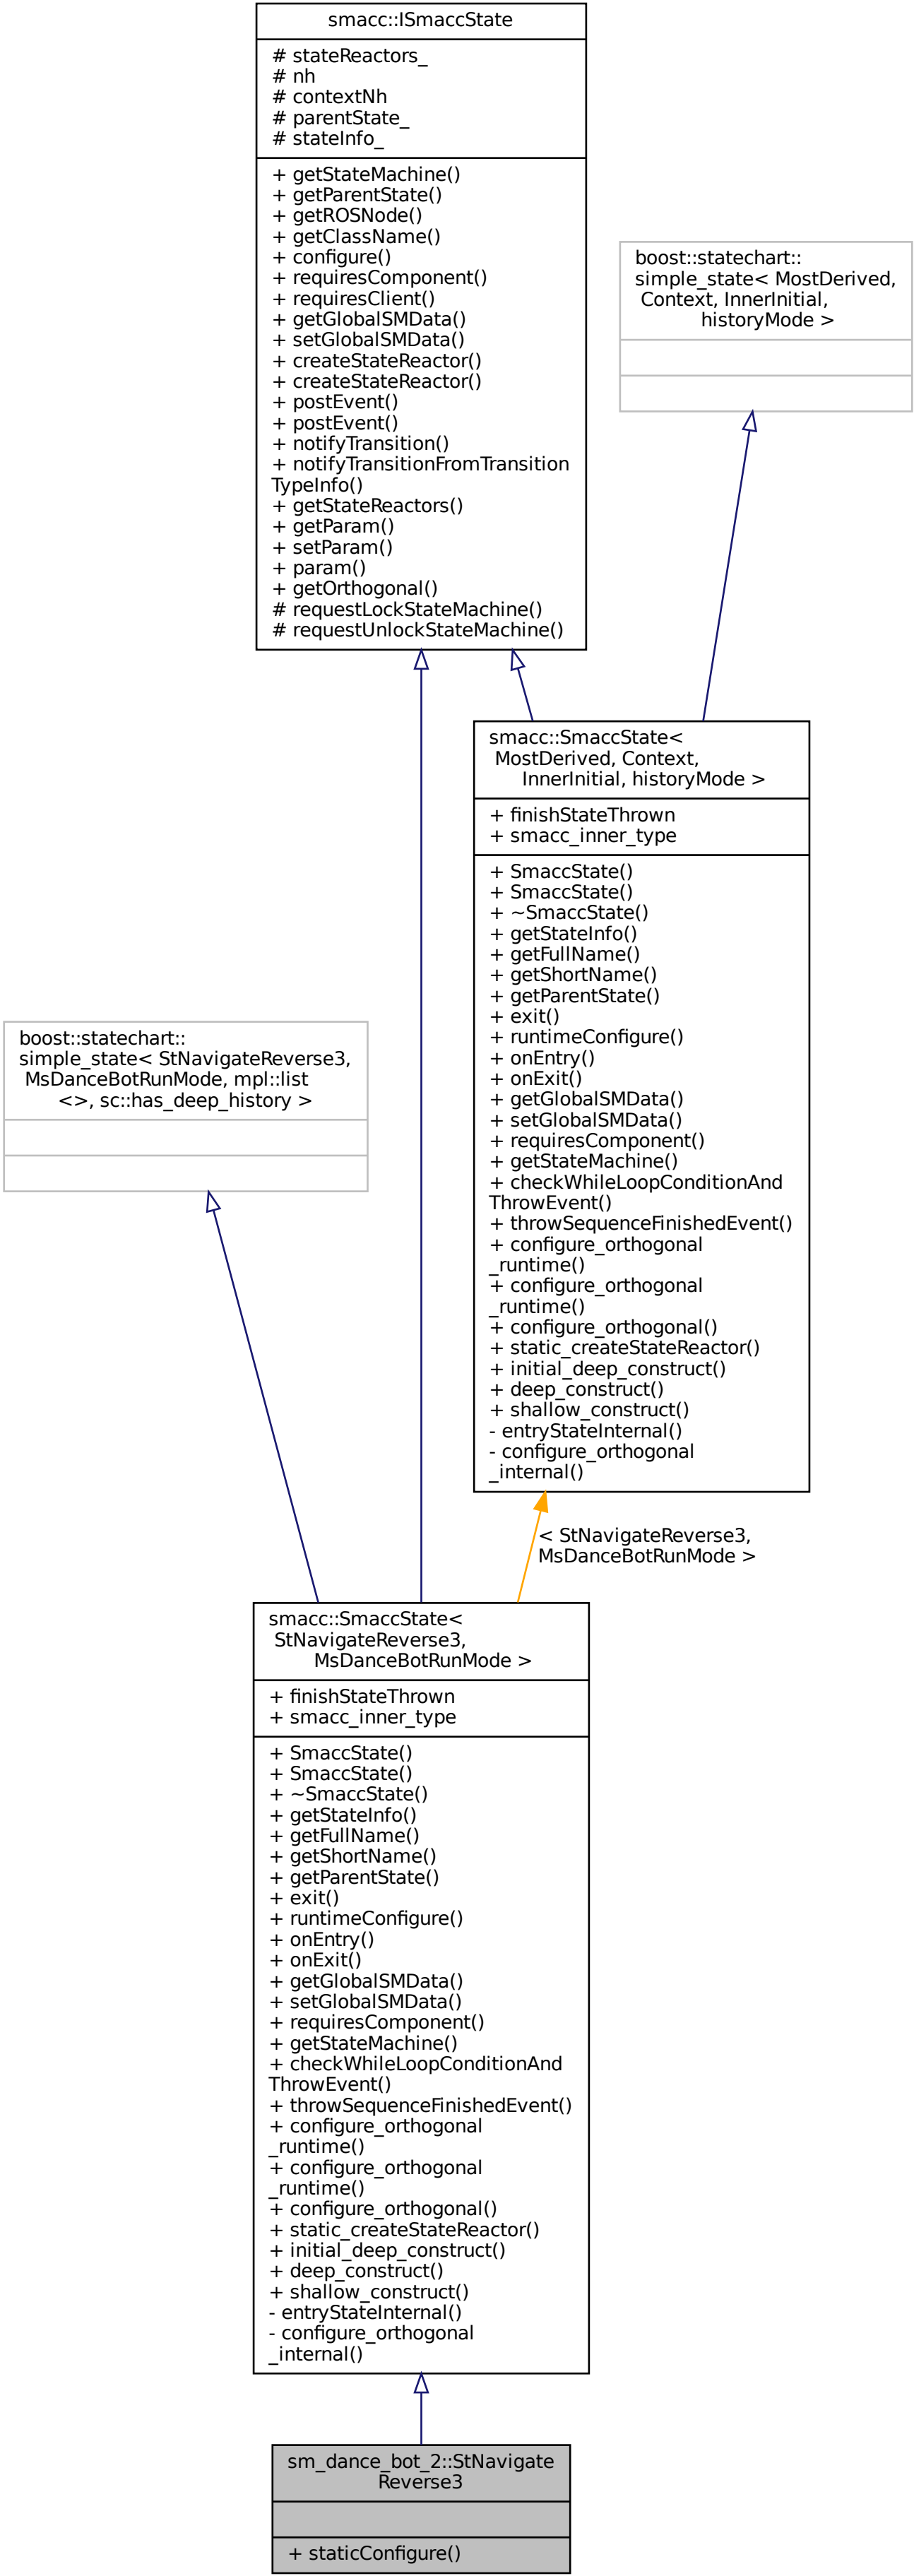 smacc::ISmaccState
# stateReactors_
# nh
# contextNh
# parentState_
# stateInfo_
+ getStateMachine()
+ getParentState()
+ getROSNode()
+ getClassName()
+ configure()
+ requiresComponent()
+ requiresClient()
+ getGlobalSMData()
+ setGlobalSMData()
+ createStateReactor()
+ createStateReactor()
+ postEvent()
+ postEvent()
+ notifyTransition()
+ notifyTransitionFromTransition
TypeInfo()
+ getStateReactors()
+ getParam()
+ setParam()
+ param()
+ getOrthogonal()
# requestLockStateMachine()
# requestUnlockStateMachine()
boost::statechart::
simple_state< MostDerived,
Context, InnerInitial,
historyMode >
smacc::SmaccState<
MostDerived, Context,
InnerInitial, historyMode >
+ finishStateThrown
+ smacc_inner_type
+ SmaccState()
+ SmaccState()
+ ~SmaccState()
+ getStateInfo()
+ getFullName()
+ getShortName()
+ getParentState()
+ exit()
+ runtimeConfigure()
+ onEntry()
+ onExit()
+ getGlobalSMData()
+ setGlobalSMData()
+ requiresComponent()
+ getStateMachine()
+ checkWhileLoopConditionAnd
ThrowEvent()
+ throwSequenceFinishedEvent()
+ configure_orthogonal
_runtime()
+ configure_orthogonal
_runtime()
+ configure_orthogonal()
+ static_createStateReactor()
+ initial_deep_construct()
+ deep_construct()
+ shallow_construct()
- entryStateInternal()
- configure_orthogonal
_internal()
boost::statechart::
simple_state< StNavigateReverse3,
MsDanceBotRunMode, mpl::list
<>, sc::has_deep_history >
< StNavigateReverse3,
MsDanceBotRunMode >
smacc::SmaccState<
StNavigateReverse3,
MsDanceBotRunMode >
+ finishStateThrown
+ smacc_inner_type
+ SmaccState()
+ SmaccState()
+ ~SmaccState()
+ getStateInfo()
+ getFullName()
+ getShortName()
+ getParentState()
+ exit()
+ runtimeConfigure()
+ onEntry()
+ onExit()
+ getGlobalSMData()
+ setGlobalSMData()
+ requiresComponent()
+ getStateMachine()
+ checkWhileLoopConditionAnd
ThrowEvent()
+ throwSequenceFinishedEvent()
+ configure_orthogonal
_runtime()
+ configure_orthogonal
_runtime()
+ configure_orthogonal()
+ static_createStateReactor()
+ initial_deep_construct()
+ deep_construct()
+ shallow_construct()
- entryStateInternal()
- configure_orthogonal
_internal()
sm_dance_bot_2::StNavigate
Reverse3
+ staticConfigure()